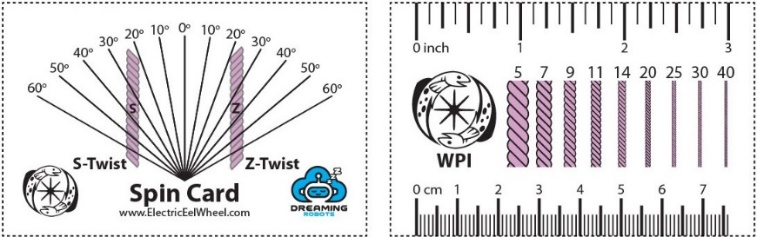 60° 50° 40° 30° 20° 10° 0° 10° 20° 30° 40° 50° 60°
S Z
S-Twist Z-Twist
Spin Card
www.ElectricEelWheel.com
DREAMING
ROBOTS
0 inch 1 2 3
5 7 9 11 14 20 25 30 40
WPI
0 cm 1 2 3 4 5 6 7